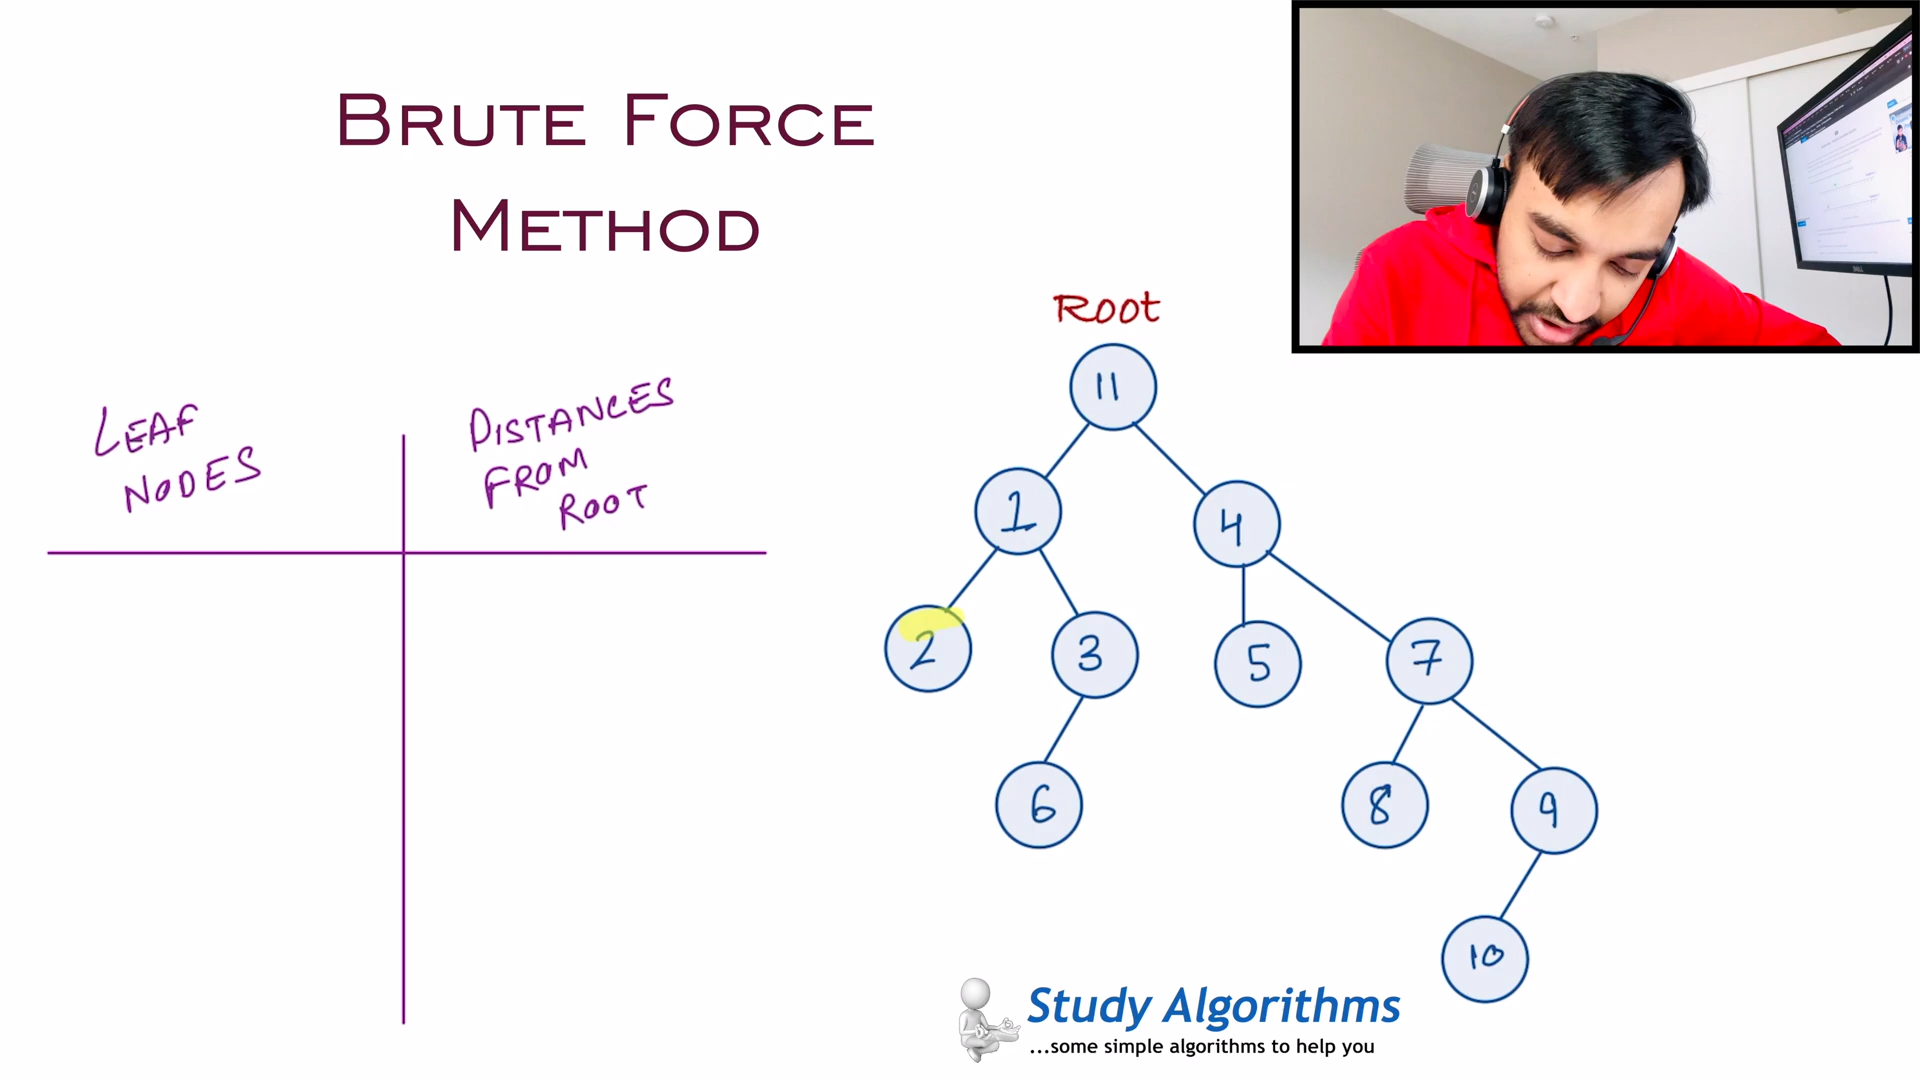 BRUTE FORCE
METHOD
ROOT
LEAF
NODES
DISTANCES
FROM
ROOT
11
1
4
2
3
5
7
6
8
9
10
Study Algorithms
...some simple algorithms to help you